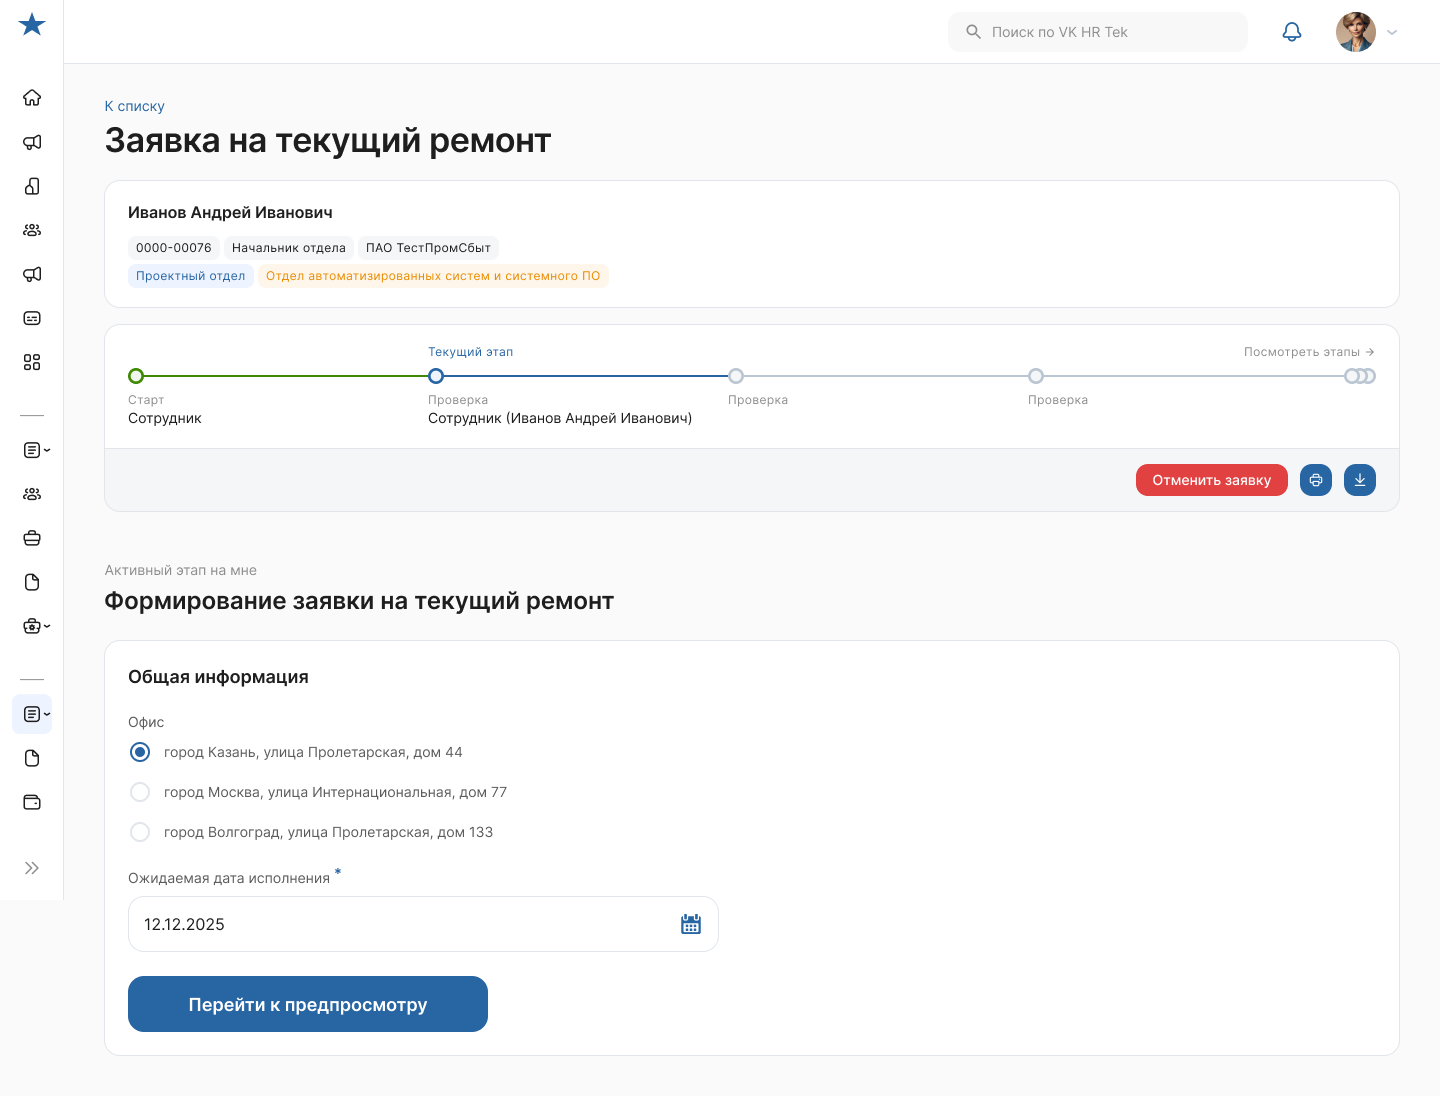 Поиск по VK HR Tek
К списку
Заявка на текущий ремонт
Иванов Андрей Иванович
0000-00076 Начальник отдела ПАО ТестПромСбыт
Проектный отдел Отдел автоматизированных систем и системного ПО
Текущий этап Посмотреть этапы →
Старт Проверка Проверка Проверка
Сотрудник Сотрудник (Иванов Андрей Иванович)
Отменить заявку
Активный этап на мне
Формирование заявки на текущий ремонт
Общая информация
Офис
город Казань, улица Пролетарская, дом 44
город Москва, улица Интернациональная, дом 77
город Волгоград, улица Пролетарская, дом 133
Ожидаемая дата исполнения *
12.12.2025
Перейти к предпросмотру